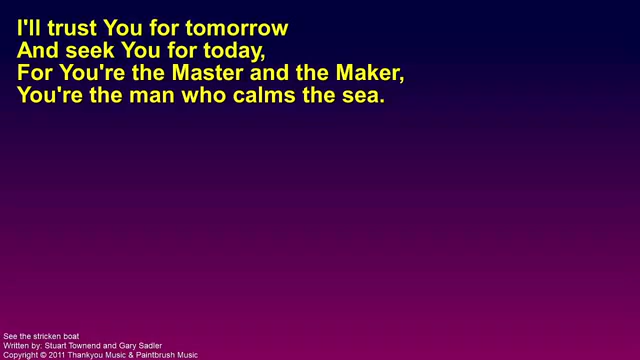 I'll trust You for tomorrow
And seek You for today,
For You're the Master and the Maker,
You're the man who calms the sea.
See the stricken boat
Written by: Stuart Townend and Gary Sadler
Copyright © 2011 Thankyou Music & Paintbrush Music